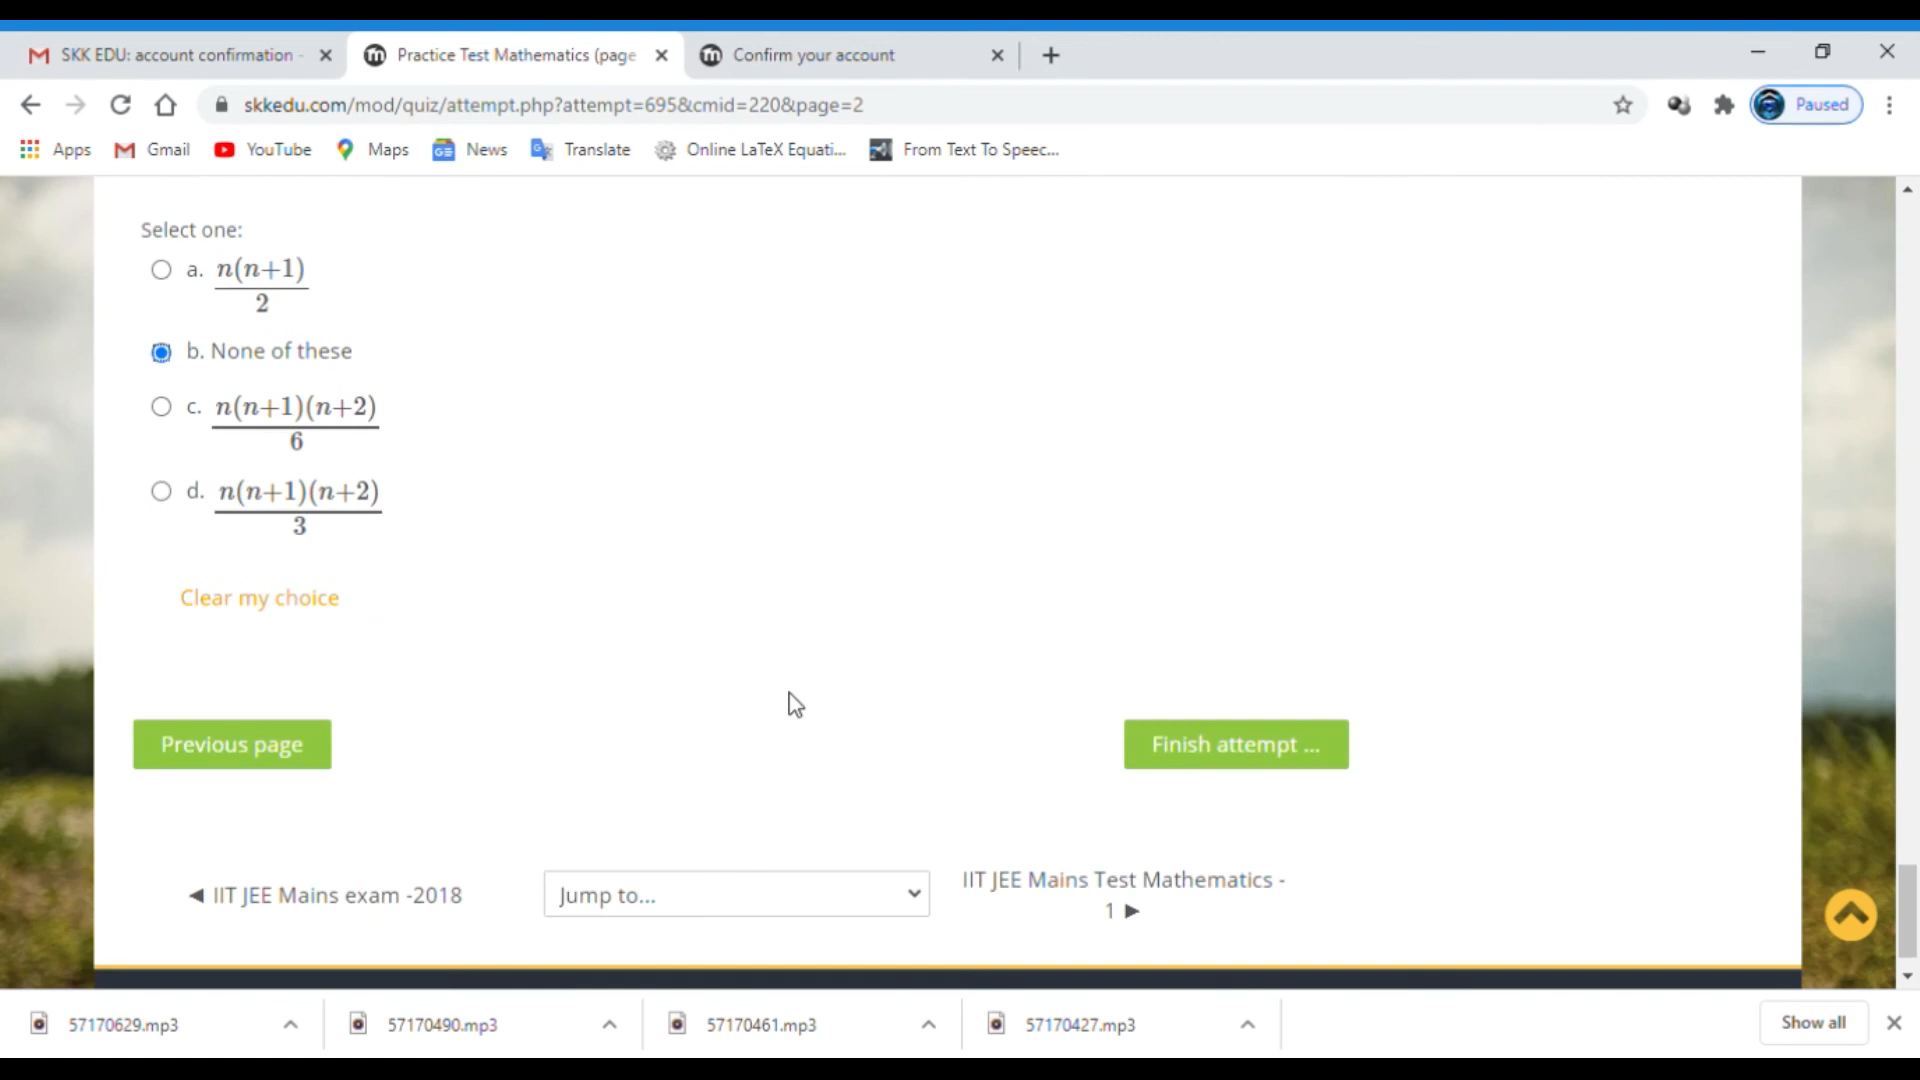 SKK EDU: account confirmation -
Practice Test Mathematics (page
Confirm your account
skkedu.com/mod/quiz/attempt.php?attempt=695&cmid=220&page=2
Paused
Apps
Gmail
YouTube
Maps
News
Translate
Online LaTeX Equati...
From Text To Speec...
Select one:
a. n(n+1)
2
b. None of these
c. n(n+1)(n+2)
6
d. n(n+1)(n+2)
3
Clear my choice
Previous page
Finish attempt ...
◀ IIT JEE Mains exam -2018
Jump to...
IIT JEE Mains Test Mathematics -
1 ▶
57170629.mp3
57170490.mp3
57170461.mp3
57170427.mp3
Show all